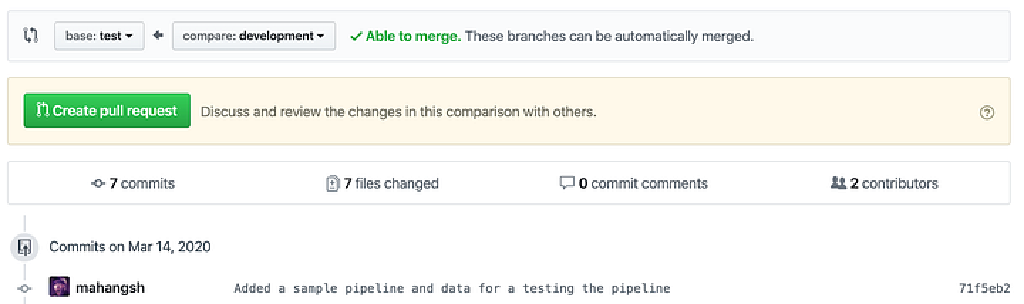 base: test compare: development Able to merge. These branches can be automatically merged.
Create pull request Discuss and review the changes in this comparison with others.
7 commits 7 files changed 0 commit comments 2 contributors
Commits on Mar 14, 2020
mahangsh Added a sample pipeline and data for a testing the pipeline 71f5eb2